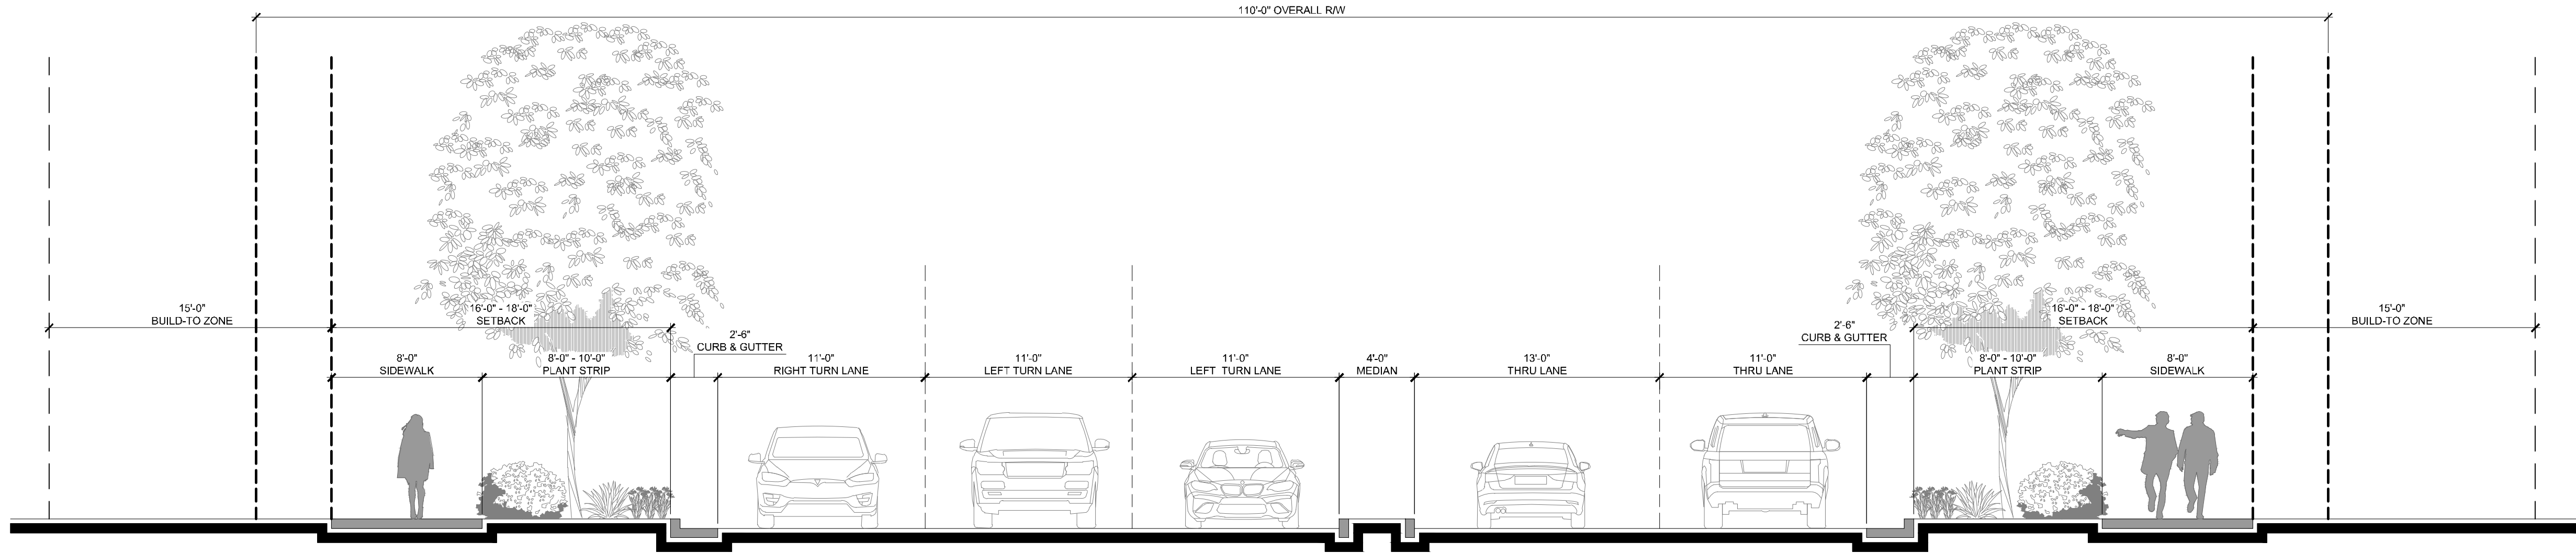 110'-0" OVERALL R/W
15'-0"
BUILD-TO ZONE
16'-0" - 18'-0"
SETBACK
8'-0"
SIDEWALK
8'-0" - 10'-0"
PLANT STRIP
2'-6"
CURB & GUTTER
11'-0"
RIGHT TURN LANE
11'-0"
LEFT TURN LANE
11'-0"
LEFT TURN LANE
4'-0"
MEDIAN
13'-0"
THRU LANE
11'-0"
THRU LANE
2'-6"
CURB & GUTTER
16'-0" - 18'-0"
SETBACK
8'-0" - 10'-0"
PLANT STRIP
8'-0"
SIDEWALK
15'-0"
BUILD-TO ZONE